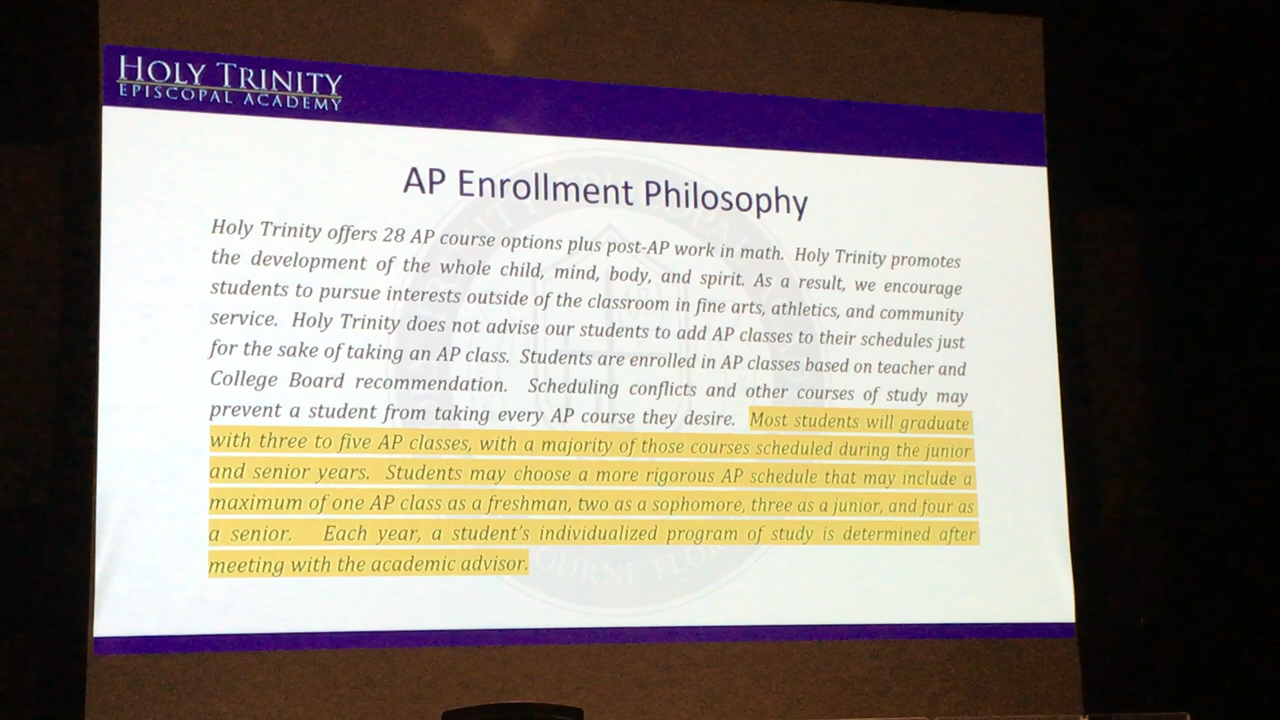 HOLY TRINITY
EPISCOPAL ACADEMY
AP Enrollment Philosophy
Holy Trinity offers 28 AP course options plus post-AP work in math. Holy Trinity promotes
the development of the whole child, mind, body, and spirit. As a result, we encourage
students to pursue interests outside of the classroom in fine arts, athletics, and community
service. Holy Trinity does not advise our students to add AP classes to their schedules just
for the sake of taking an AP class. Students are enrolled in AP classes based on teacher and
College Board recommendation. Scheduling conflicts and other courses of study may
prevent a student from taking every AP course they desire. Most students will graduate
with three to five AP classes, with a majority of those courses scheduled during the junior
and senior years. Students may choose a more rigorous AP schedule that may include a
maximum of one AP class as a freshman, two as a sophomore, three as a junior, and four as
a senior. Each year, a student's individualized program of study is determined after
meeting with the academic advisor.